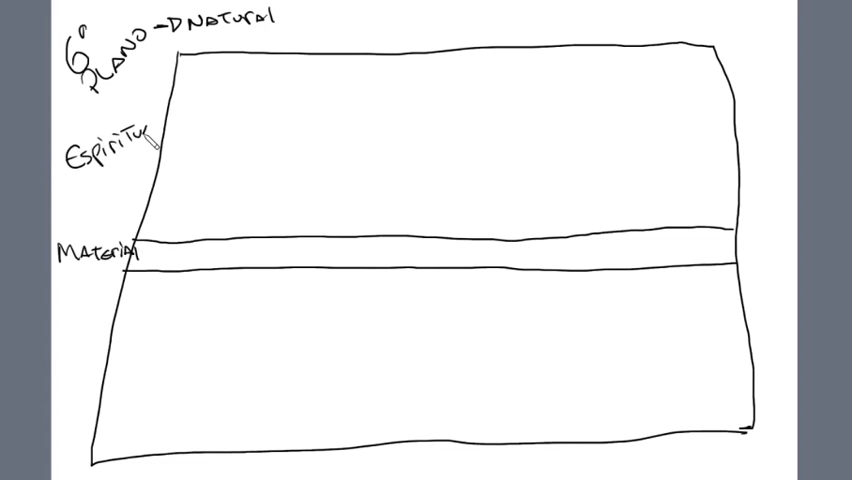 6º PLANO → NATURAL
Espiritu
Material